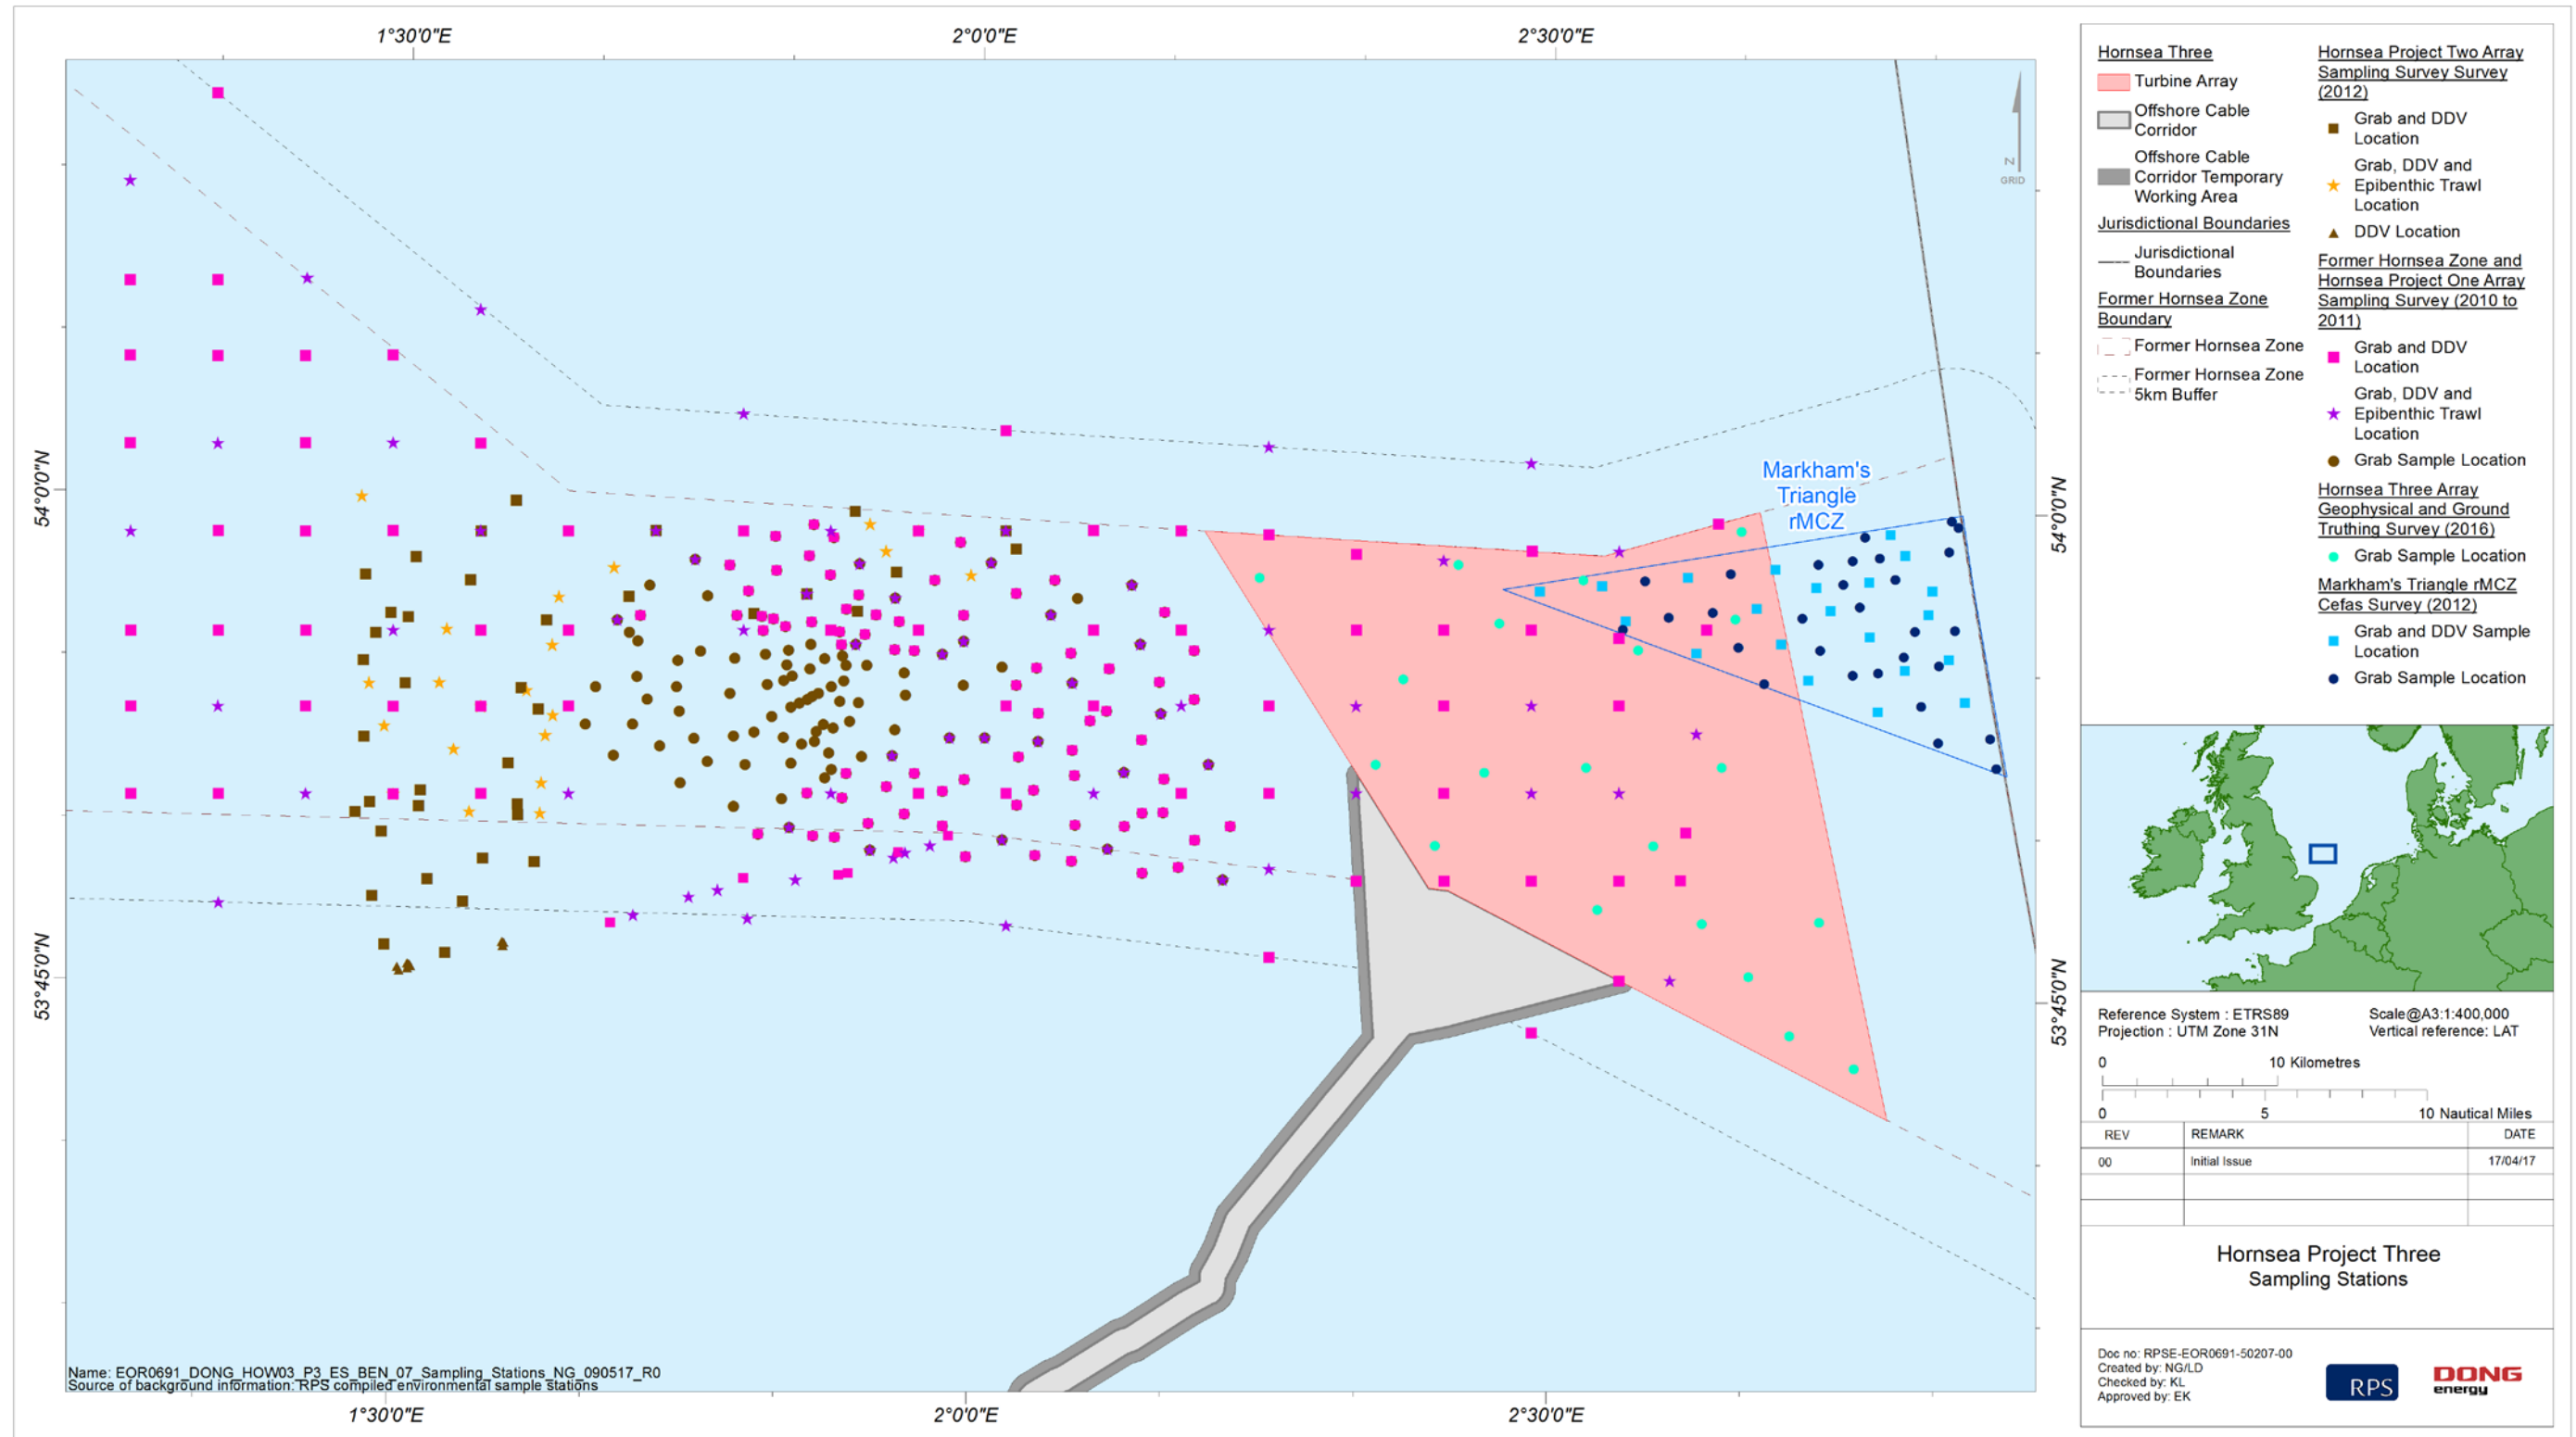 1°30'0"E
2°0'0"E
2°30'0"E
54°0'0"N
53°45'0"N
N
GRID
Markham's
Triangle
rMCZ
54°0'0"N
53°45'0"N
Name: EOR0691_DONG_HOW03_P3_ES_BEN_07_Sampling_Stations_NG_090517_R0
Source of background information: RPS compiled environmental sample stations
1°30'0"E
2°0'0"E
2°30'0"E
Hornsea Three
Turbine Array
Offshore Cable
Corridor
Offshore Cable
Corridor Temporary
Working Area
Jurisdictional Boundaries
Jurisdictional
Boundaries
Former Hornsea Zone
Boundary
Former Hornsea Zone
Former Hornsea Zone
5km Buffer
Hornsea Project Two Array
Sampling Survey Survey
(2012)
Grab and DDV
Location
Grab, DDV and
Epibenthic Trawl
Location
DDV Location
Former Hornsea Zone and
Hornsea Project One Array
Sampling Survey (2010 to
2011)
Grab and DDV
Location
Grab, DDV and
Epibenthic Trawl
Location
Grab Sample Location
Hornsea Three Array
Geophysical and Ground
Truthing Survey (2016)
Grab Sample Location
Markham's Triangle rMCZ
Cefas Survey (2012)
Grab and DDV Sample
Location
Grab Sample Location
Reference System : ETRS89
Projection : UTM Zone 31N
Scale@A3:1:400,000
Vertical reference: LAT
0 10 Kilometres
0 5 10 Nautical Miles
REV REMARK DATE
00 Initial Issue 17/04/17
Hornsea Project Three
Sampling Stations
Doc no: RPSE-EOR0691-50207-00
Created by: NG/LD
Checked by: KL
Approved by: EK
RPS
DONG
energy